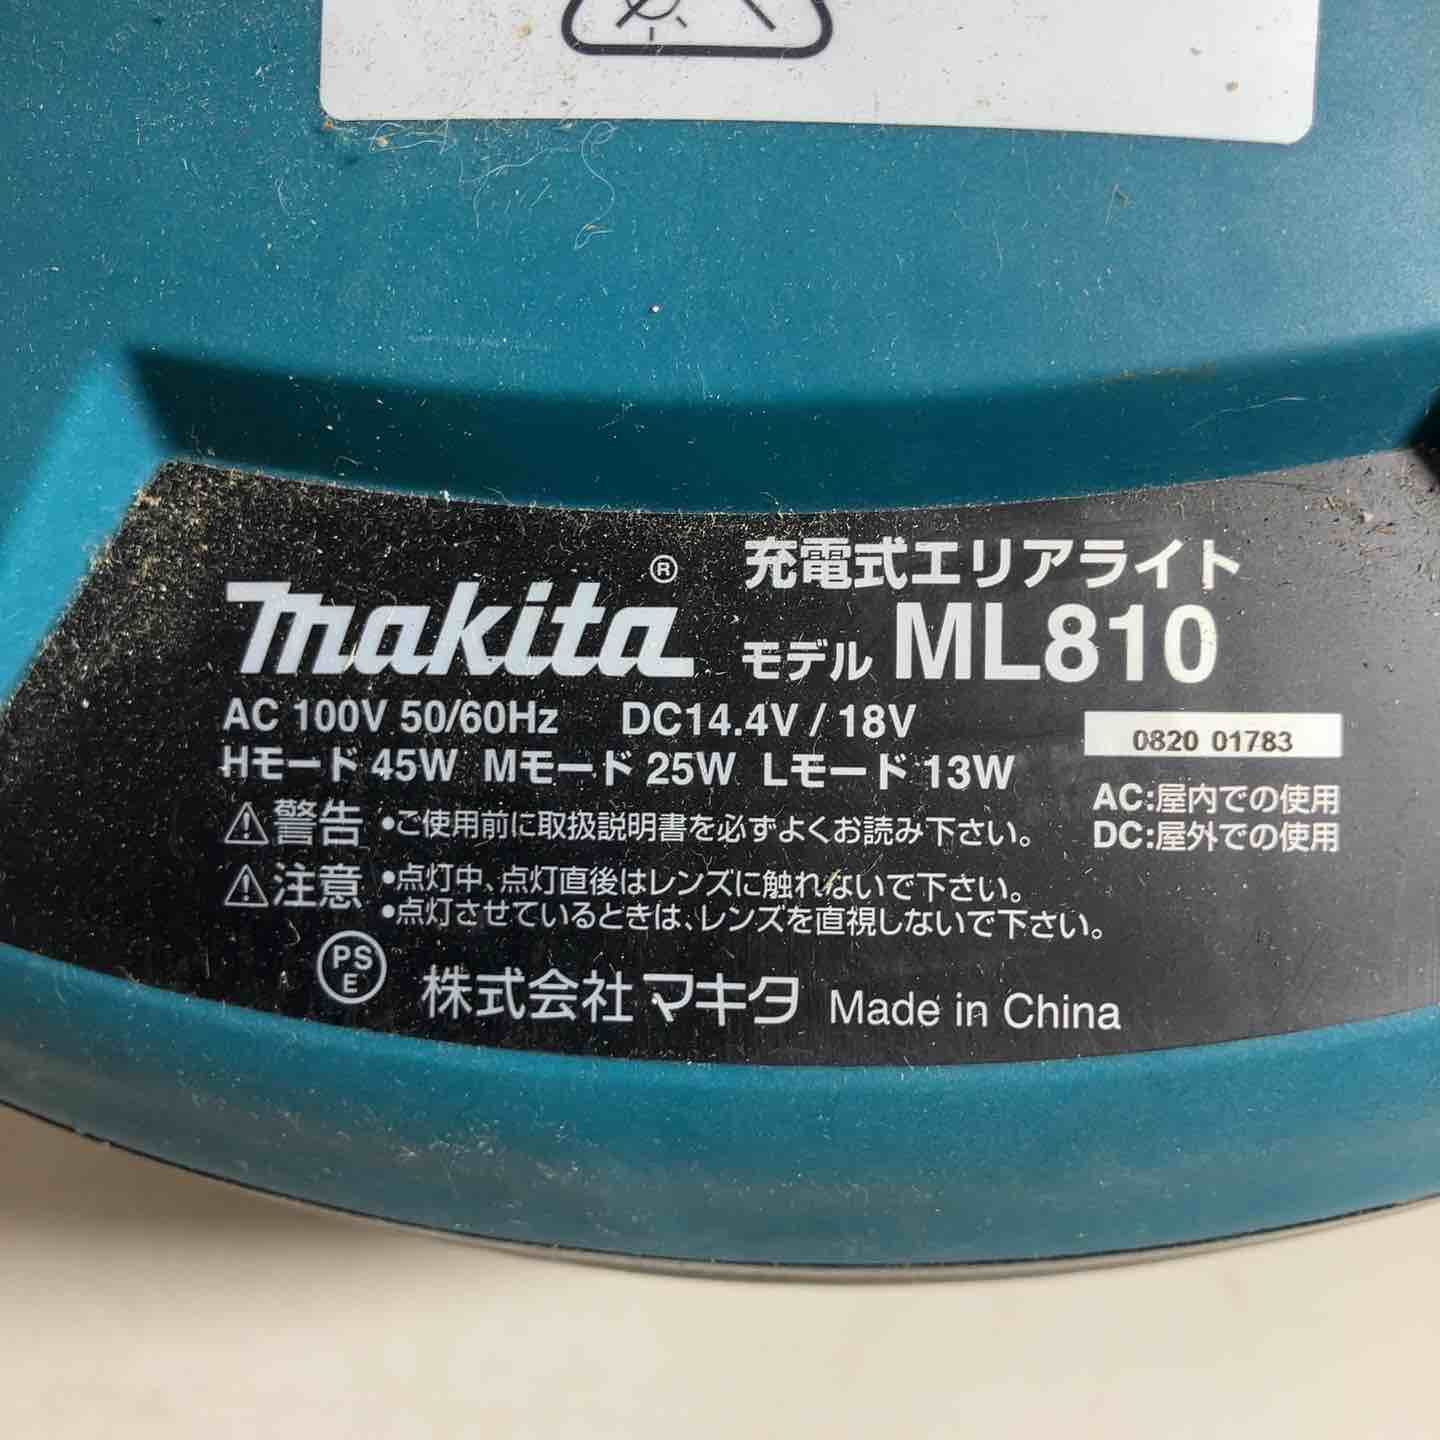 makita®
充電式エリアライト
モデル ML810
AC 100V 50/60Hz DC14.4V / 18V
Hモード 45W Mモード 25W Lモード 13W
0820 01783
AC:屋内での使用
DC:屋外での使用
⚠警告 •ご使用前に取扱説明書を必ずよくお読み下さい。
⚠注意 •点灯中、点灯直後はレンズに触れないで下さい。
•点灯させているときは、レンズを直視しないで下さい。
PS
E
株式会社マキタ Made in China